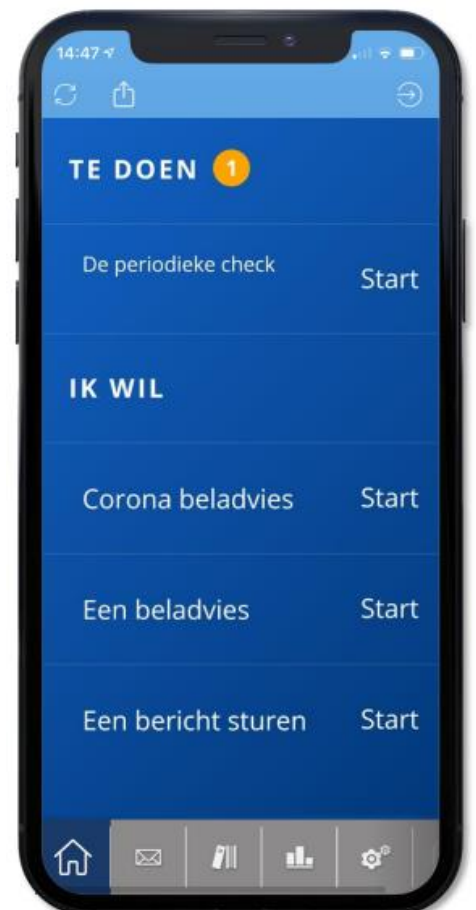 14:47
TE DOEN 1
De periodieke check Start
IK WIL
Corona beladvies Start
Een beladvies Start
Een bericht sturen Start